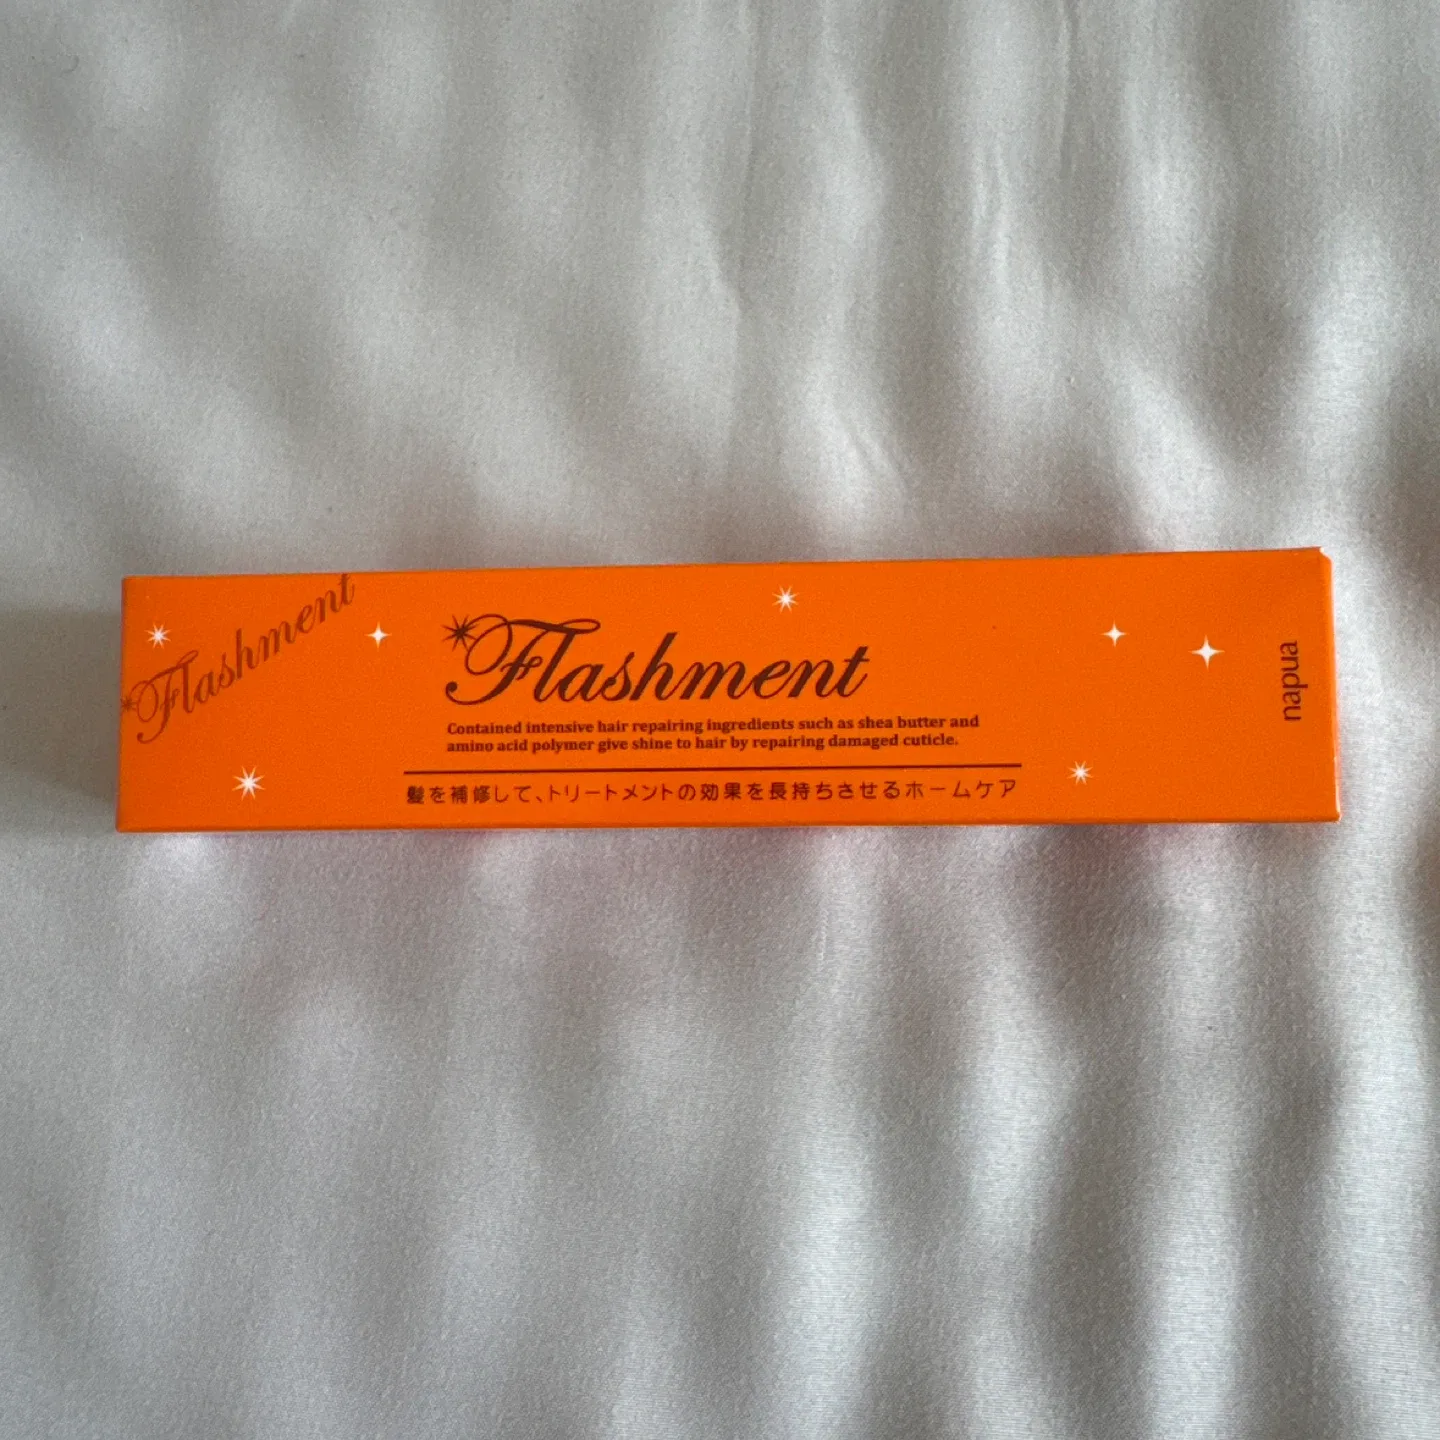 Flashment
Flashment
Contained intensive hair repairing ingredients such as shea butter and
amino acid polymer give shine to hair by repairing damaged cuticle.
髪を補修して、トリートメントの効果を長持ちさせるホームケア
napua